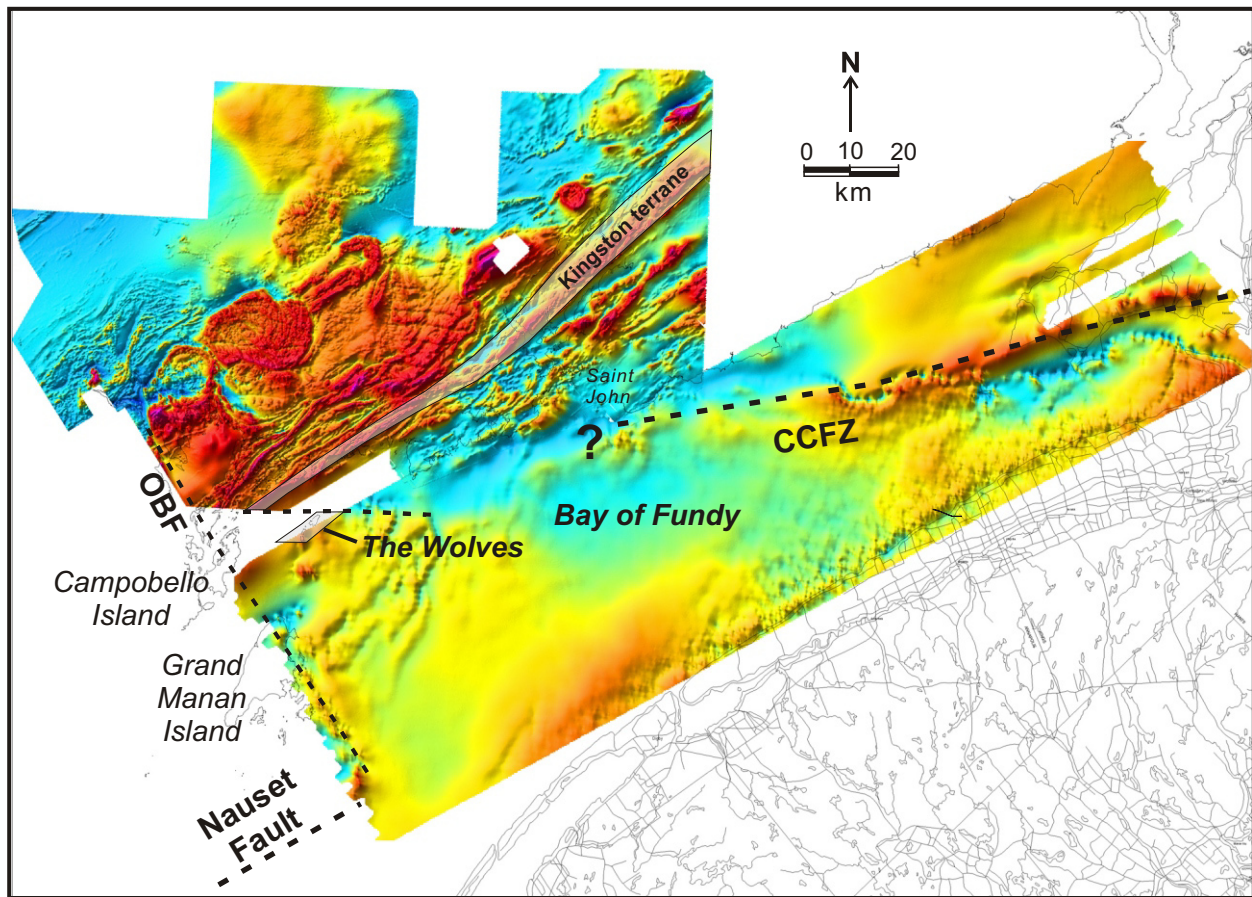 N
0 10 20
km
Kingston terrane
Saint
John
?
CCFZ
OBF
Bay of Fundy
The Wolves
Campobello
Island
Grand
Manan
Island
Nauset
Fault